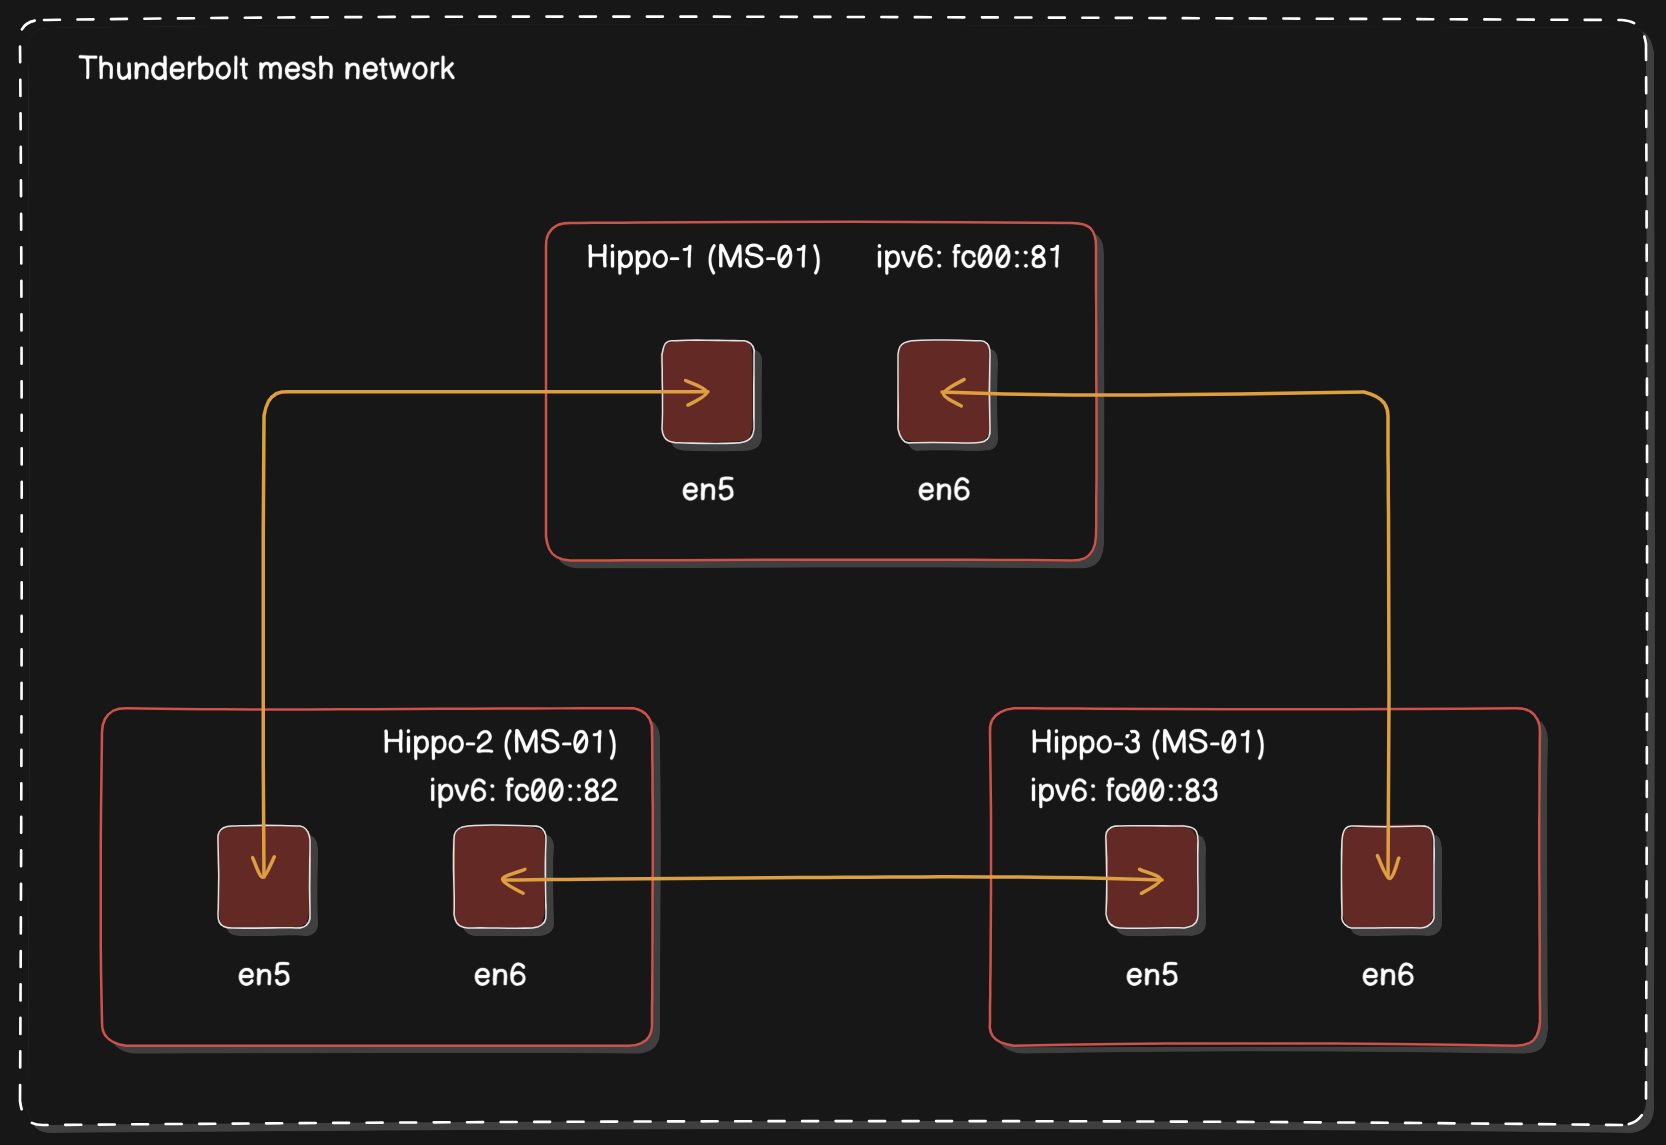 Thunderbolt mesh network
Hippo-1 (MS-01) ipv6: fc00::81
en5 en6
Hippo-2 (MS-01)
ipv6: fc00::82
en5 en6
Hippo-3 (MS-01)
ipv6: fc00::83
en5 en6